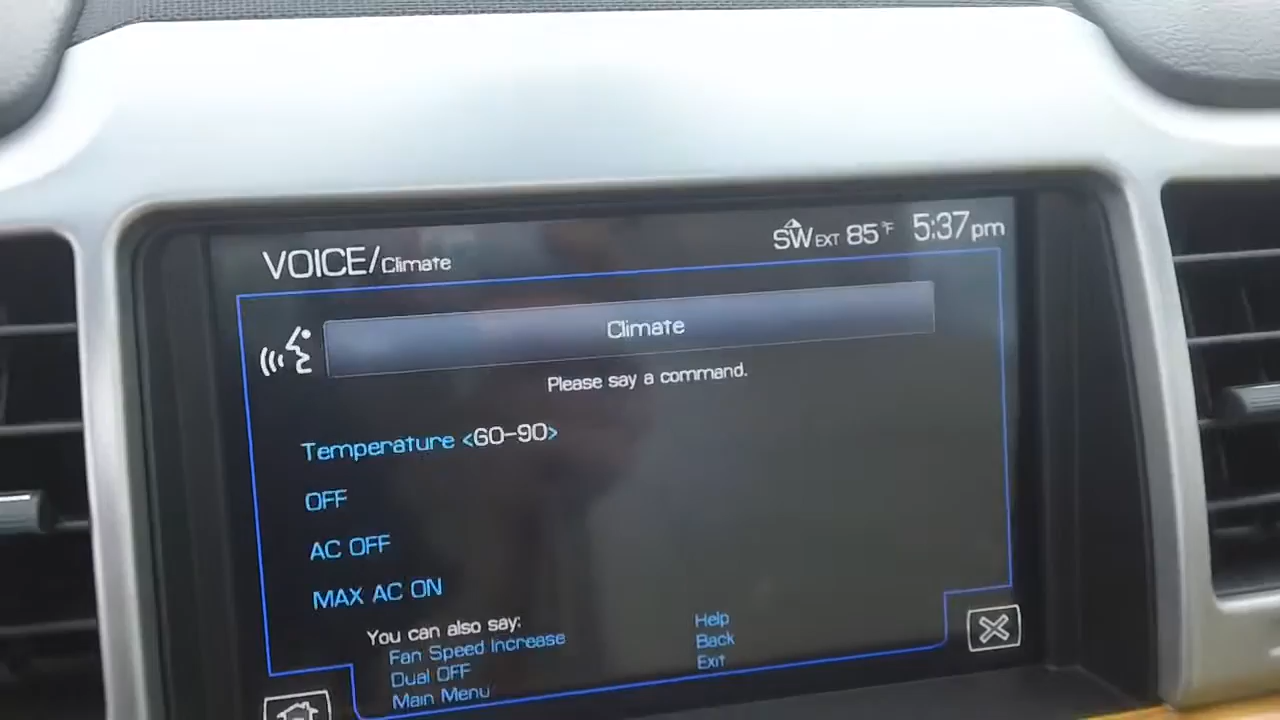 VOICE/Climate SW EXT 85°F 5:37pm
Climate
Please say a command.
Temperature <60-90>
OFF
AC OFF
MAX AC ON
You can also say:
Fan Speed Increase
Dual OFF
Main Menu
Help
Back
Exit